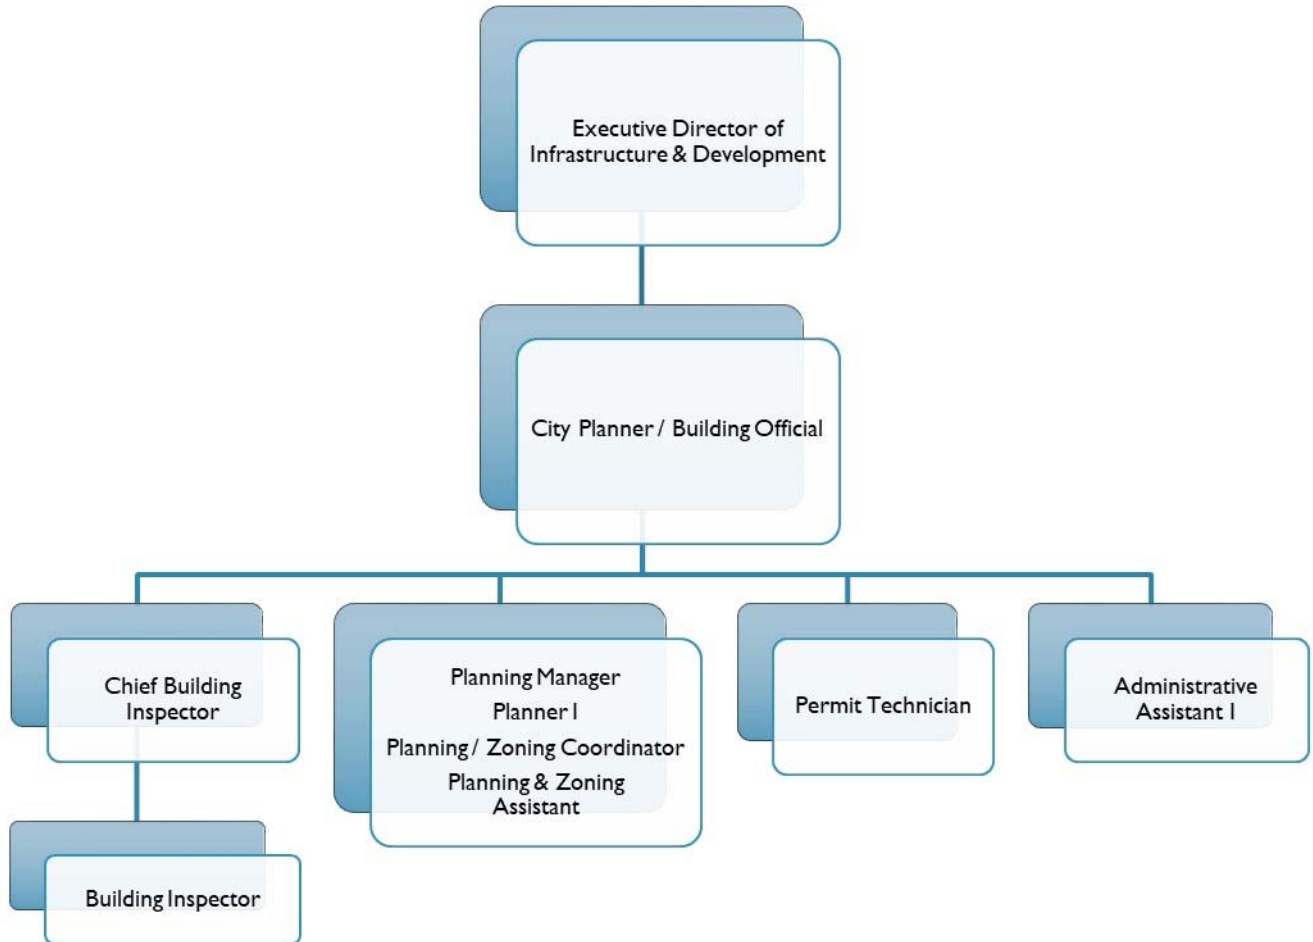 Executive Director of
Infrastructure & Development
City Planner / Building Official
Chief Building
Inspector
Planning Manager
Planner I
Planning / Zoning Coordinator
Planning & Zoning
Assistant
Permit Technician
Administrative
Assistant I
Building Inspector